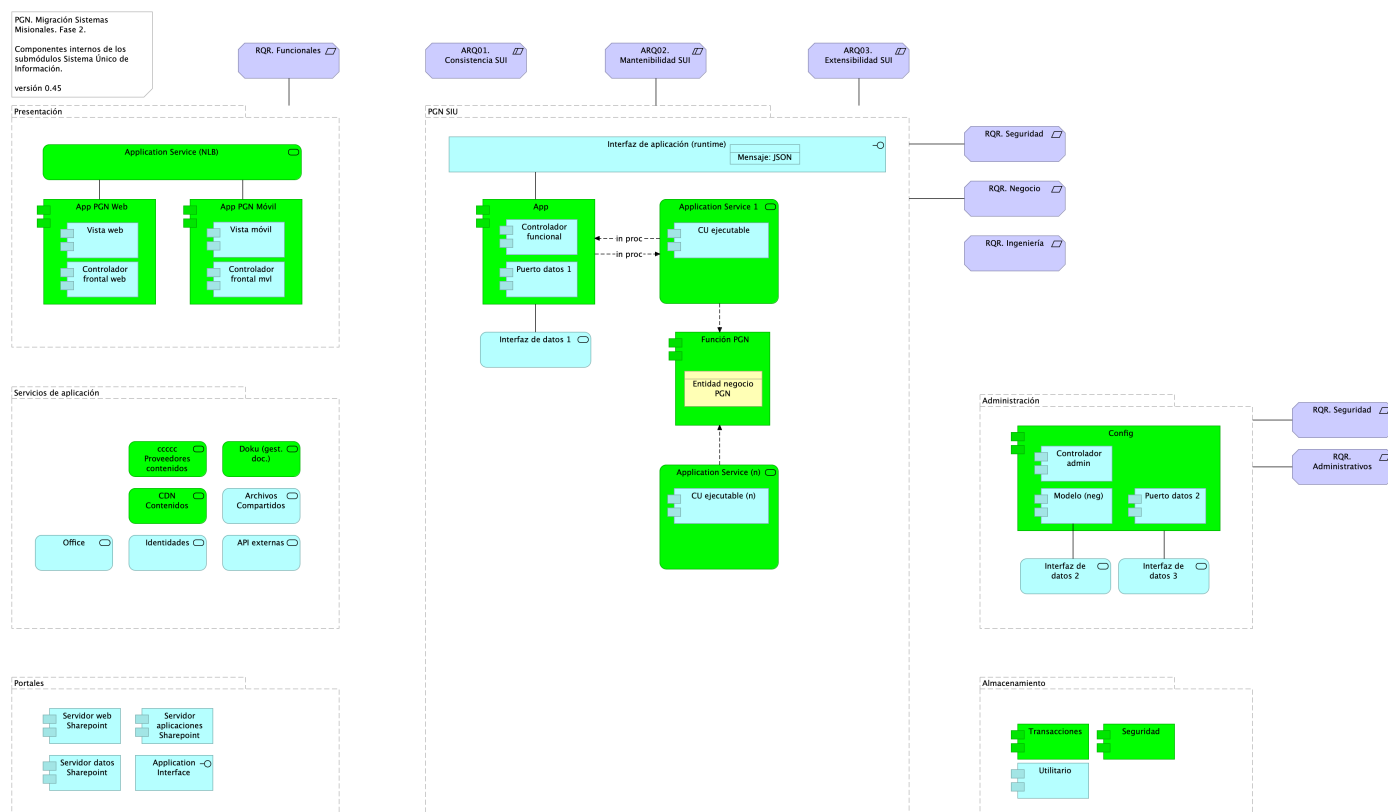 PGN. Migración Sistemas
Misionales. Fase 2.
Componentes internos de los
submódulos Sistema Único de
Información.
versión 0.45
RQR. Funcionales
ARQ01.
Consistencia SUI
ARQ02.
Mantenibilidad SUI
ARQ03.
Extensibilidad SUI
Presentación
Application Service (NLB)
App PGN Web
Vista web
Controlador
frontal web
App PGN Móvil
Vista móvil
Controlador
frontal mvl
PGN SIU
Interfaz de aplicación (runtime)
Mensaje: JSON
App
Controlador
funcional
Puerto datos 1
in proc
in proc
Application Service 1
CU ejecutable
Interfaz de datos 1
Función PGN
Entidad negocio
PGN
Application Service (n)
CU ejecutable (n)
RQR. Seguridad
RQR. Negocio
RQR. Ingeniería
Servicios de aplicación
ccccc
Proveedores
contenidos
Doku (gest.
doc.)
CDN
Contenidos
Archivos
Compartidos
Office
Identidades
API externas
Administración
Config
Controlador
admin
Modelo (neg)
Puerto datos 2
Interfaz de
datos 2
Interfaz de
datos 3
RQR. Seguridad
RQR.
Administrativos
Portales
Servidor web
Sharepoint
Servidor
aplicaciones
Sharepoint
Servidor datos
Sharepoint
Application
Interface
Almacenamiento
Transacciones
Seguridad
Utilitario